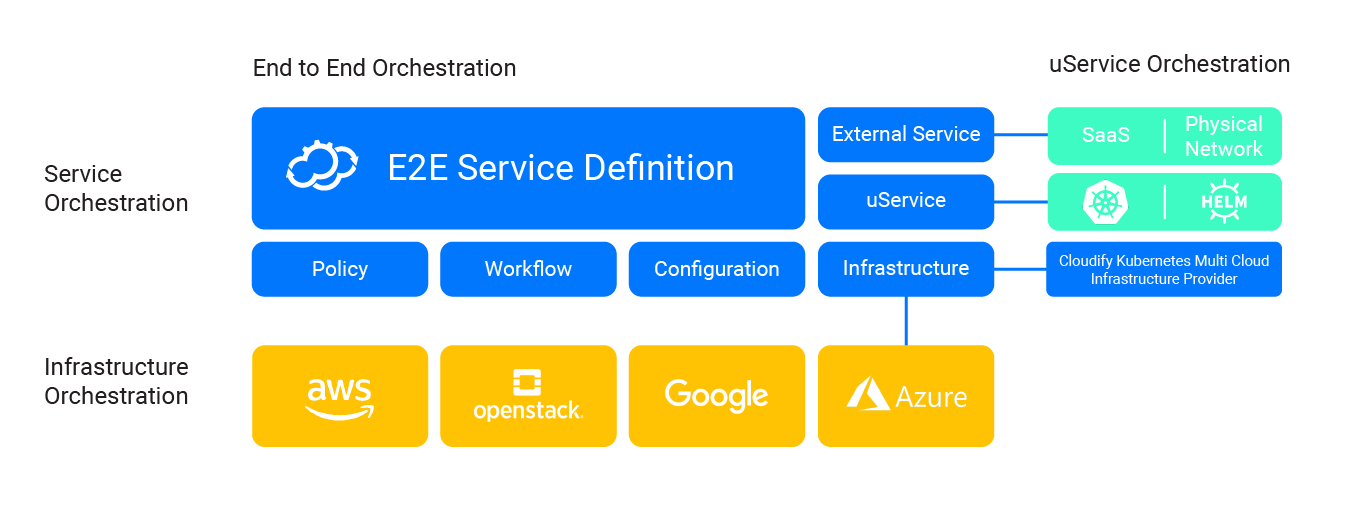 End to End Orchestration
uService Orchestration
Service
Orchestration
E2E Service Definition
External Service
SaaS
Physical
Network
uService
HELM
Policy
Workflow
Configuration
Infrastructure
Cloudify Kubernetes Multi Cloud
Infrastructure Provider
Infrastructure
Orchestration
aws
openstack.
Google
Azure